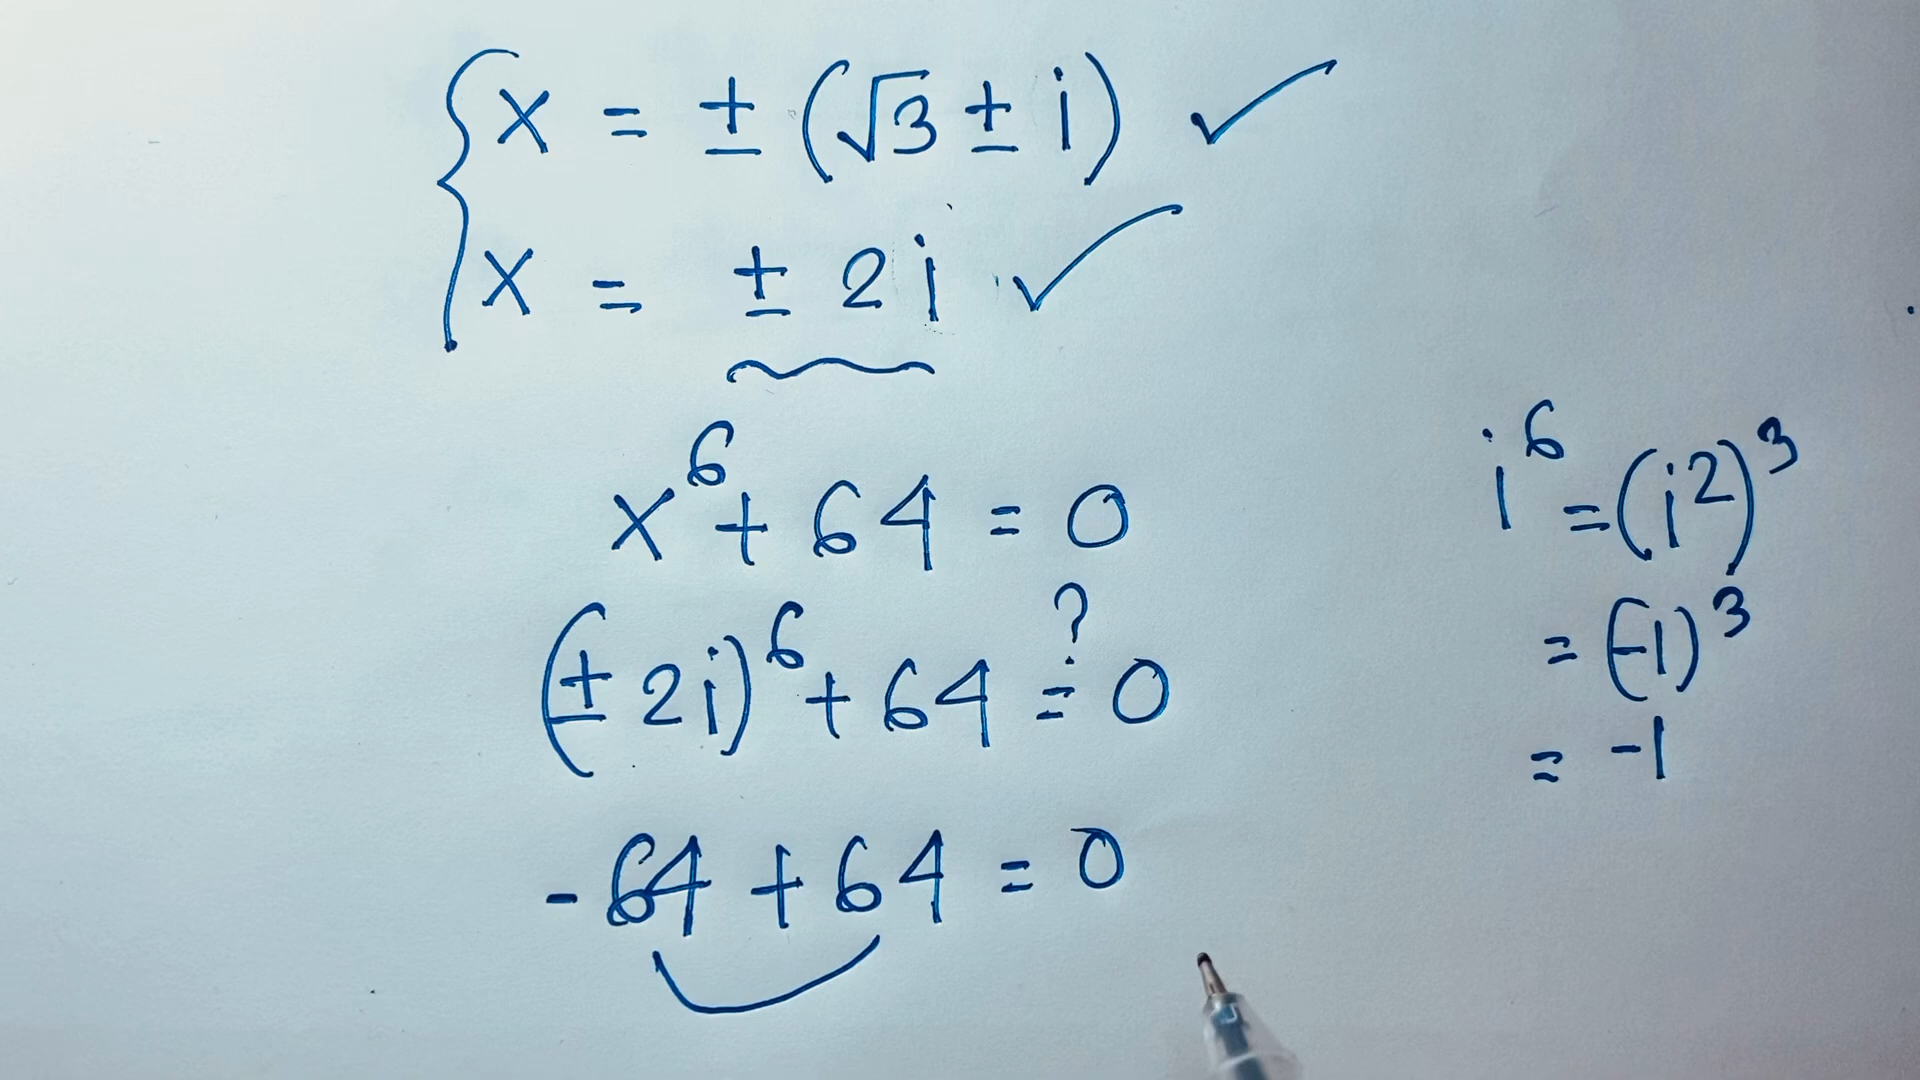 x = ± (√3 ± i) ✓
x = ± 2i ✓
x⁶ + 64 = 0
(± 2i)⁶ + 64 =? 0
-64 + 64 = 0
i⁶ = (i²)³
= (-1)³
= -1